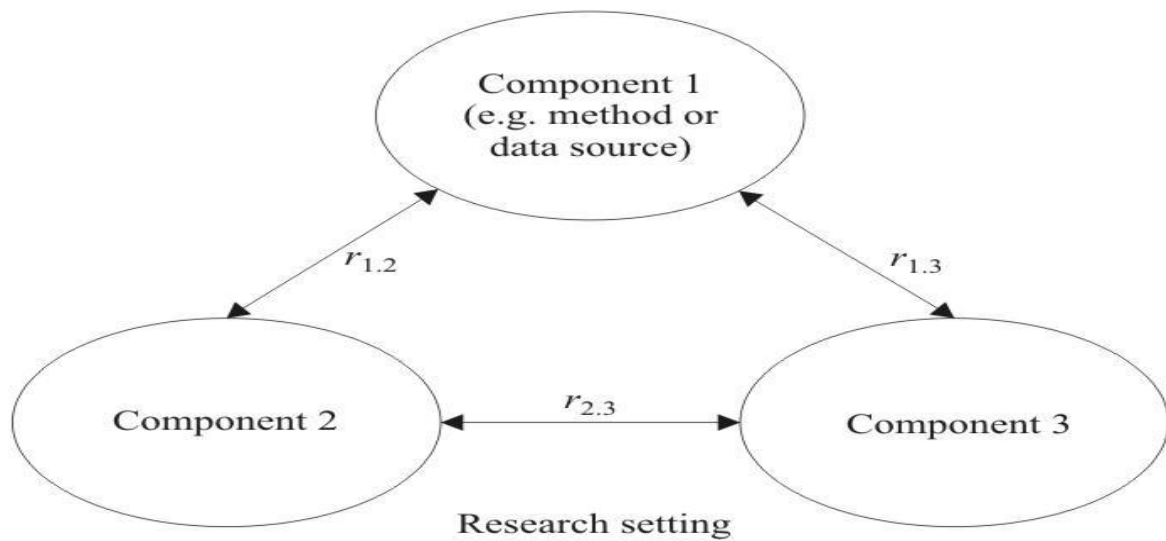 Component 1
(e.g. method or
data source)
r1.2
r1.3
Component 2
r2.3
Component 3
Research setting